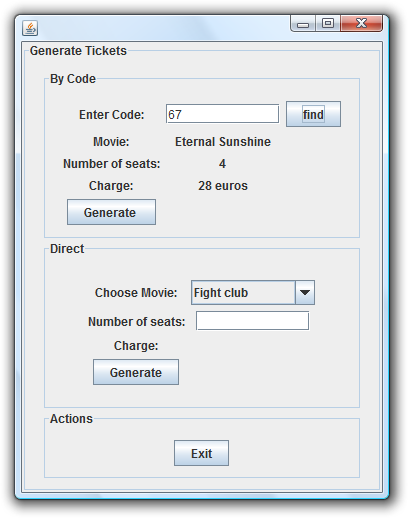 Generate Tickets
By Code
Enter Code: 67 find
Movie: Eternal Sunshine
Number of seats: 4
Charge: 28 euros
Generate
Direct
Choose Movie: Fight club
Number of seats:
Charge:
Generate
Actions
Exit